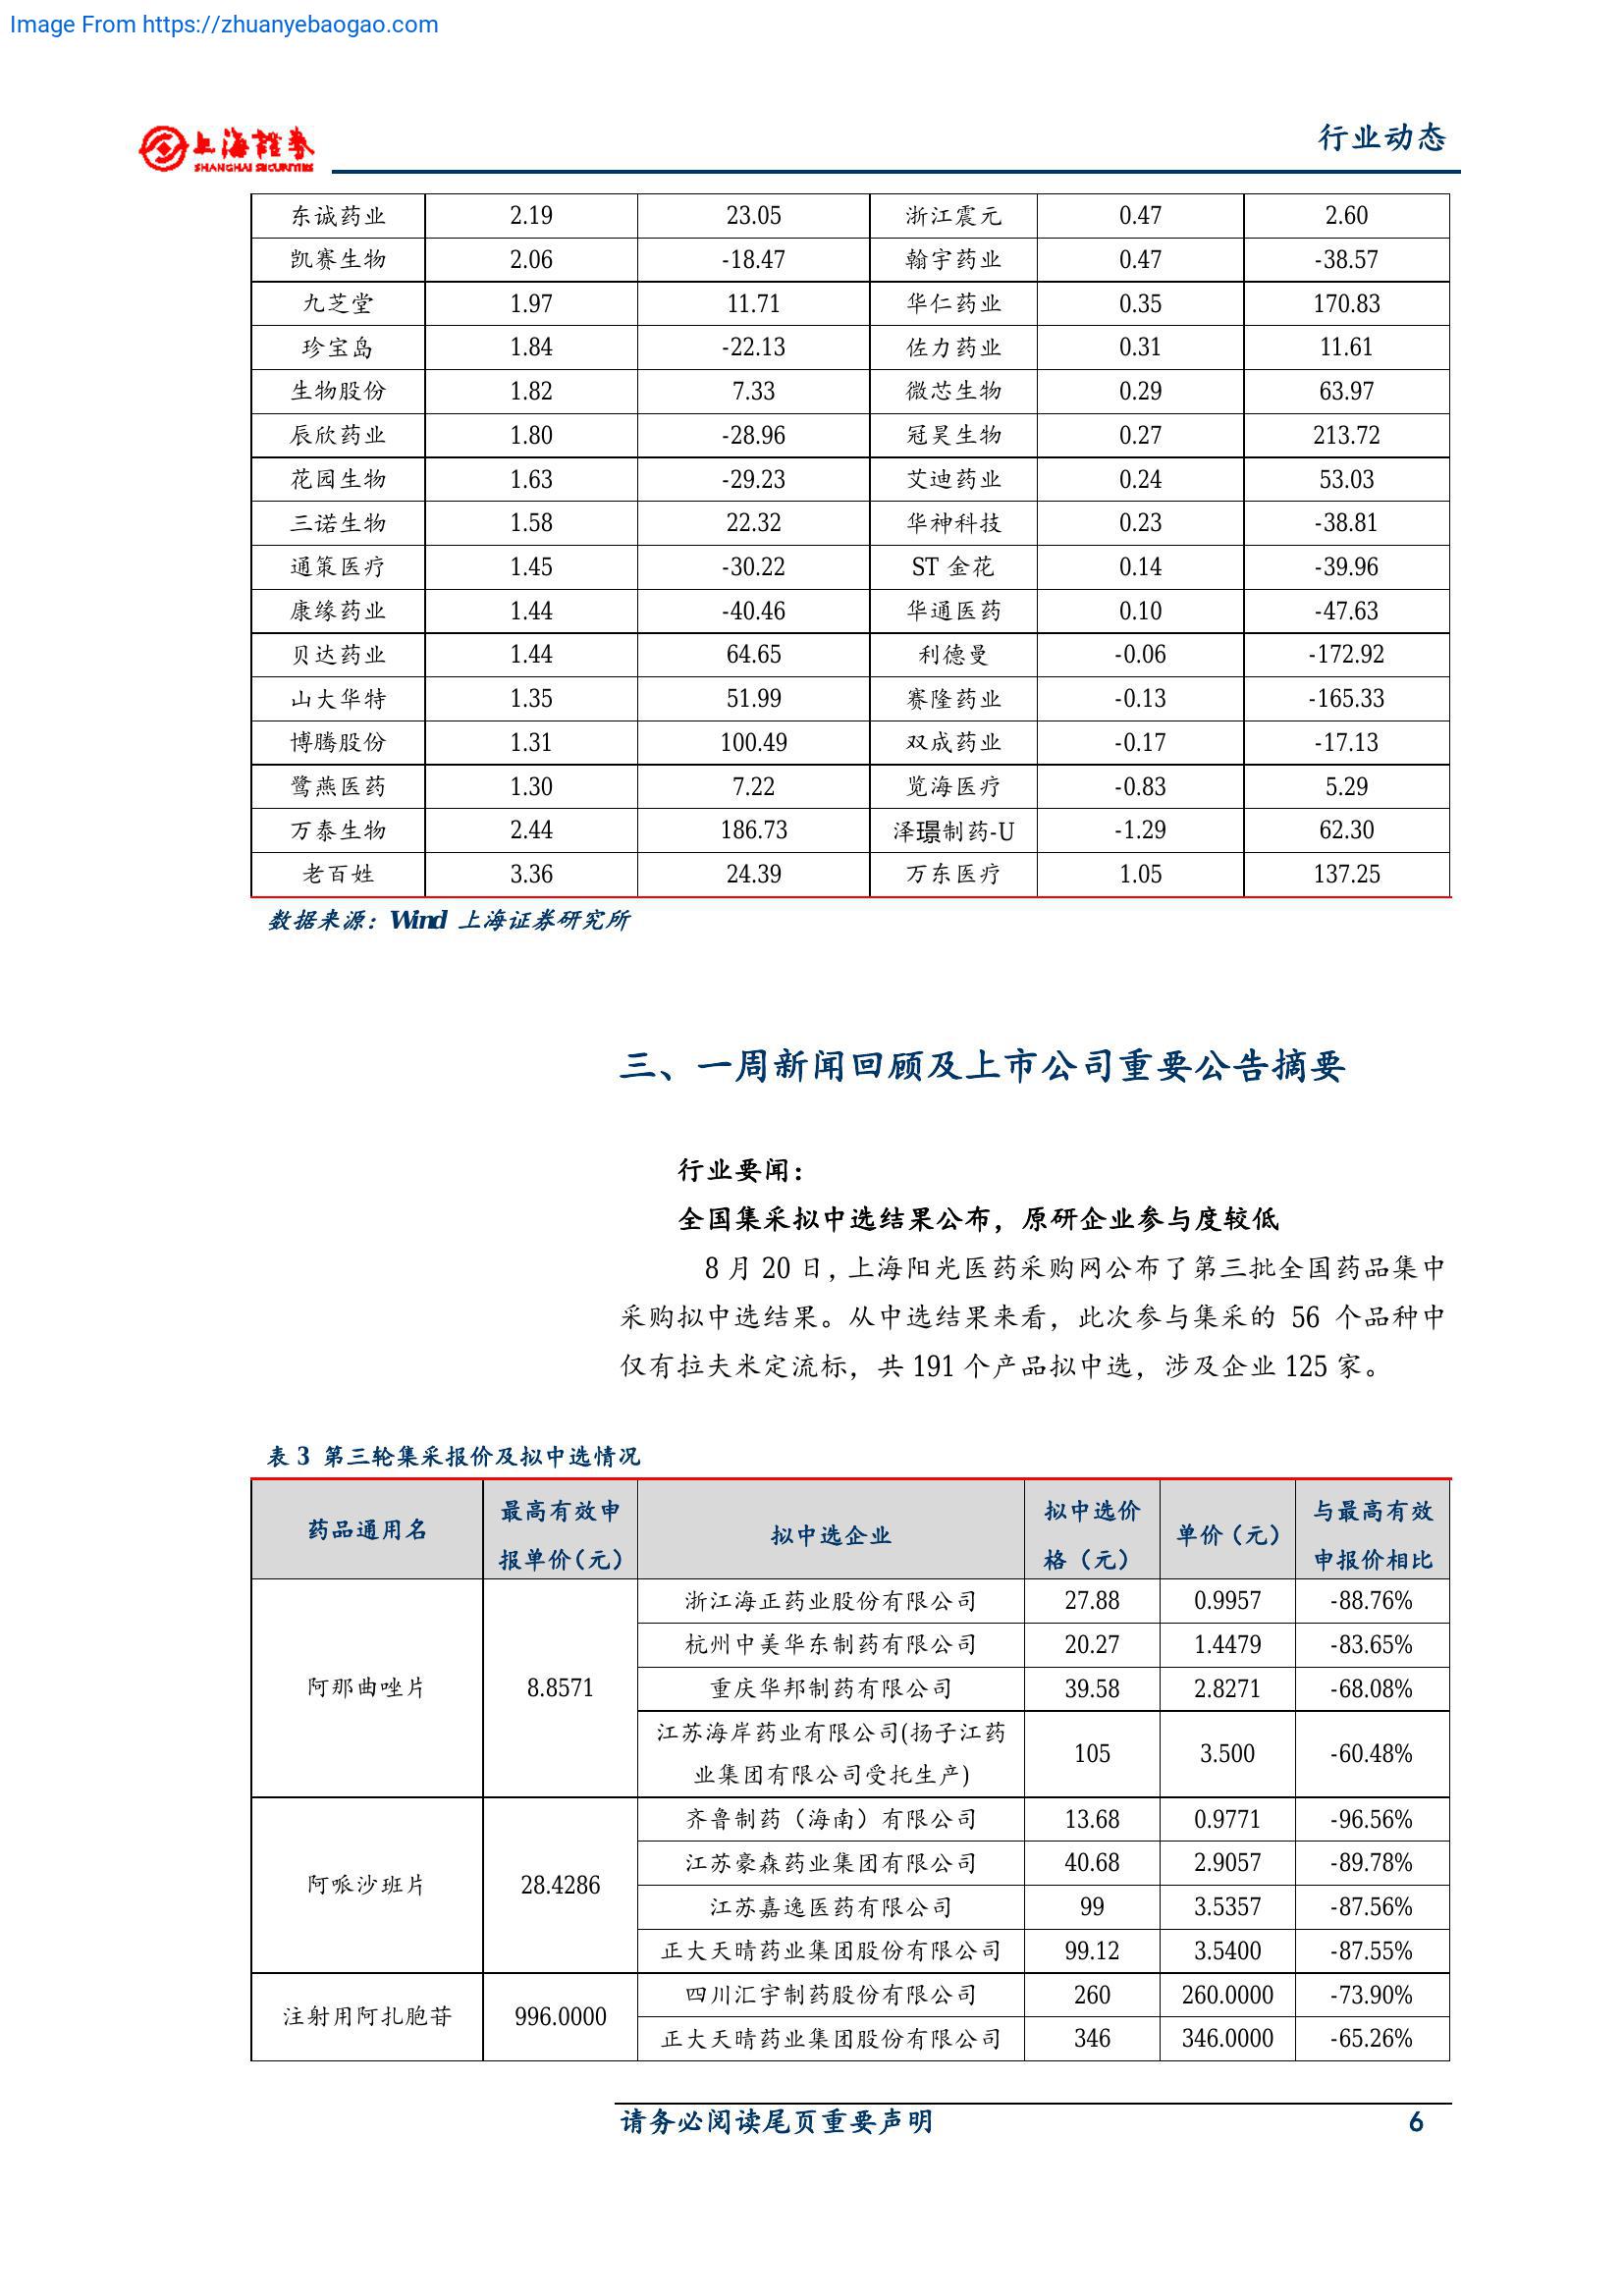 Image From https://zhuanyebaogao.com
上海證券
SHANGHAI SECURITIES
行业动态
东诚药业 2.19 23.05 浙江震元 0.47 2.60
凯赛生物 2.06 -18.47 翰宇药业 0.47 -38.57
九芝堂 1.97 11.71 华仁药业 0.35 170.83
珍宝岛 1.84 -22.13 佐力药业 0.31 11.61
生物股份 1.82 7.33 微芯生物 0.29 63.97
辰欣药业 1.80 -28.96 冠昊生物 0.27 213.72
花园生物 1.63 -29.23 艾迪药业 0.24 53.03
三诺生物 1.58 22.32 华神科技 0.23 -38.81
通策医疗 1.45 -30.22 ST 金花 0.14 -39.96
康缘药业 1.44 -40.46 华通医药 0.10 -47.63
贝达药业 1.44 64.65 利德曼 -0.06 -172.92
山大华特 1.35 51.99 赛隆药业 -0.13 -165.33
博腾股份 1.31 100.49 双成药业 -0.17 -17.13
鹭燕医药 1.30 7.22 览海医疗 -0.83 5.29
万泰生物 2.44 186.73 泽璟制药-U -1.29 62.30
老百姓 3.36 24.39 万东医疗 1.05 137.25
数据来源：Wind 上海证券研究所
三、一周新闻回顾及上市公司重要公告摘要
行业要闻：
全国集采拟中选结果公布，原研企业参与度较低
8 月 20 日，上海阳光医药采购网公布了第三批全国药品集中
采购拟中选结果。从中选结果来看，此次参与集采的 56 个品种中
仅有拉夫米定流标，共 191 个产品拟中选，涉及企业 125 家。
表 3 第三轮集采报价及拟中选情况
药品通用名 最高有效申报单价(元) 拟中选企业 拟中选价格（元） 单价（元） 与最高有效申报价相比
阿那曲唑片 8.8571 浙江海正药业股份有限公司 27.88 0.9957 -88.76%
杭州中美华东制药有限公司 20.27 1.4479 -83.65%
重庆华邦制药有限公司 39.58 2.8271 -68.08%
江苏海岸药业有限公司(扬子江药业集团有限公司受托生产) 105 3.500 -60.48%
阿哌沙班片 28.4286 齐鲁制药（海南）有限公司 13.68 0.9771 -96.56%
江苏豪森药业集团有限公司 40.68 2.9057 -89.78%
江苏嘉逸医药有限公司 99 3.5357 -87.56%
正大天晴药业集团股份有限公司 99.12 3.5400 -87.55%
注射用阿扎胞苷 996.0000 四川汇宇制药股份有限公司 260 260.0000 -73.90%
正大天晴药业集团股份有限公司 346 346.0000 -65.26%
请务必阅读尾页重要声明 6